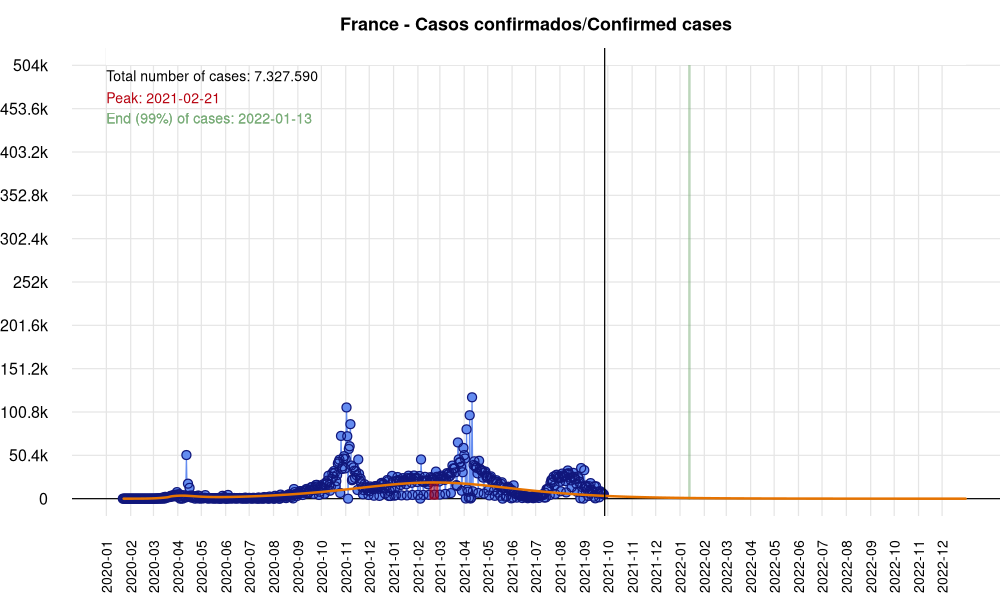 France - Casos confirmados/Confirmed cases
504k
453.6k
403.2k
352.8k
302.4k
252k
201.6k
151.2k
100.8k
50.4k
0
Total number of cases: 7.327.590
Peak: 2021-02-21
End (99%) of cases: 2022-01-13
2020-01
2020-02
2020-03
2020-04
2020-05
2020-06
2020-07
2020-08
2020-09
2020-10
2020-11
2020-12
2021-01
2021-02
2021-03
2021-04
2021-05
2021-06
2021-07
2021-08
2021-09
2021-10
2021-11
2021-12
2022-01
2022-02
2022-03
2022-04
2022-05
2022-06
2022-07
2022-08
2022-09
2022-10
2022-11
2022-12